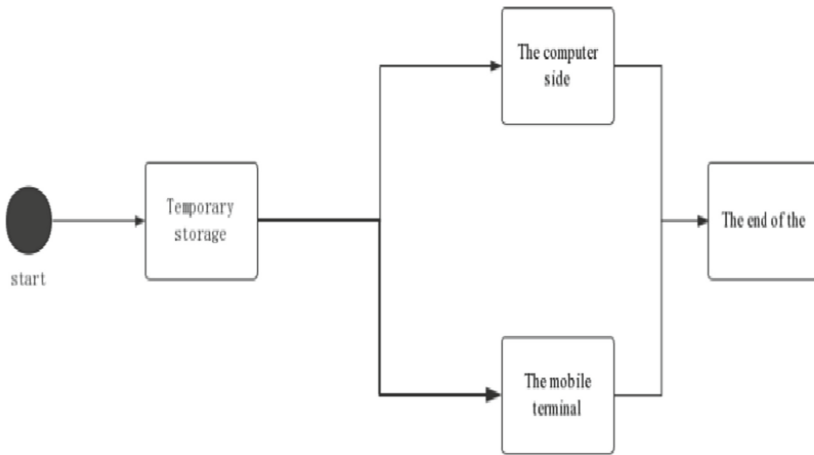 start
Temporary
storage
The computer
side
The mobile
terminal
The end of the